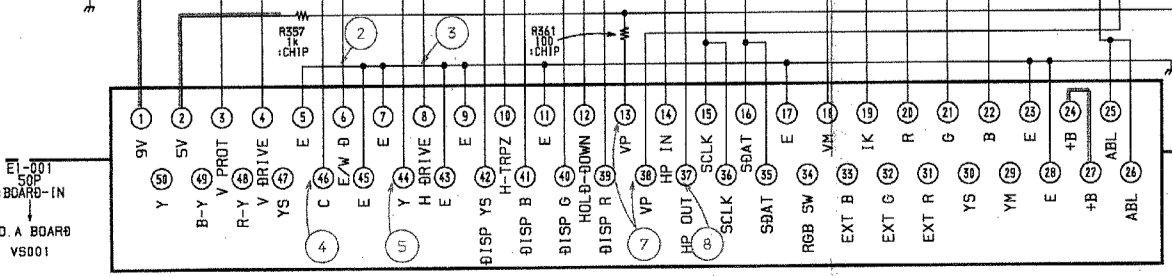 R357
1k
:CHIP
2
3
R361
100
:CHIP
1 2 3 4 5 6 7 8 9 10 11 12 13 14 15 16 17 18 19 20 21 22 23 24 25
9V 5V V PROT V DRIVE E E/W D E H DRIVE E H-TRPZ E HOLD-DOWN VP HP IN SCLK SDAT E VM IK R G B E +B ABL
50 49 48 47 46 45 44 43 42 41 40 39 38 37 36 35 34 33 32 31 30 29 28 27 26
Y B-Y R-Y YS C E Y E DISP YS DISP B DISP G DISP R VP HP OUT SCLK SDAT RGB SW EXT B EXT G EXT R YS YM E +B ABL
4
5
7
8
E1-001
50P
:BOARD-IN
O.A BOARD
VS001